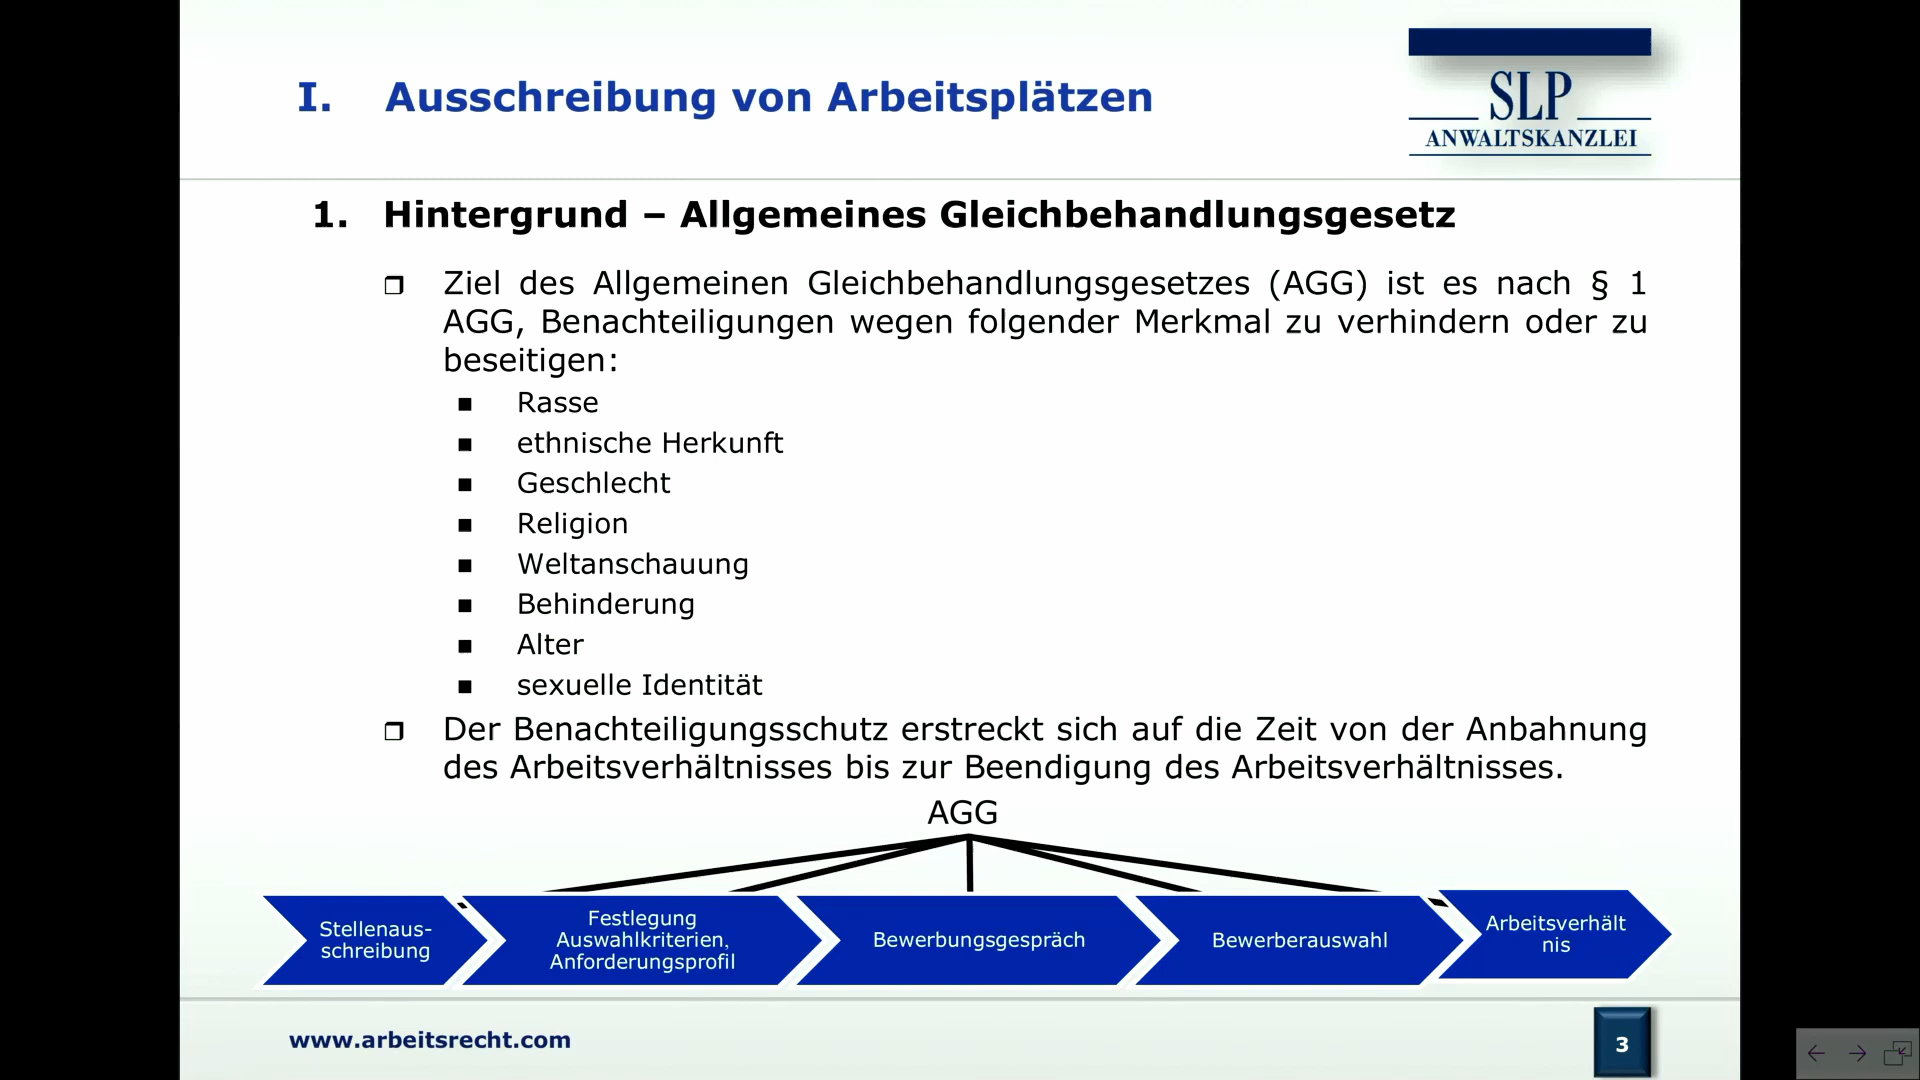 I. Ausschreibung von Arbeitsplätzen
SLP
ANWALTSKANZLEI
1. Hintergrund – Allgemeines Gleichbehandlungsgesetz
Ziel des Allgemeinen Gleichbehandlungsgesetzes (AGG) ist es nach § 1
AGG, Benachteiligungen wegen folgender Merkmal zu verhindern oder zu
beseitigen:
Rasse
ethnische Herkunft
Geschlecht
Religion
Weltanschauung
Behinderung
Alter
sexuelle Identität
Der Benachteiligungsschutz erstreckt sich auf die Zeit von der Anbahnung
des Arbeitsverhältnisses bis zur Beendigung des Arbeitsverhältnisses.
AGG
Stellenaus-
schreibung
Festlegung
Auswahlkriterien,
Anforderungsprofil
Bewerbungsgespräch
Bewerberauswahl
Arbeitsverhält
nis
www.arbeitsrecht.com
3